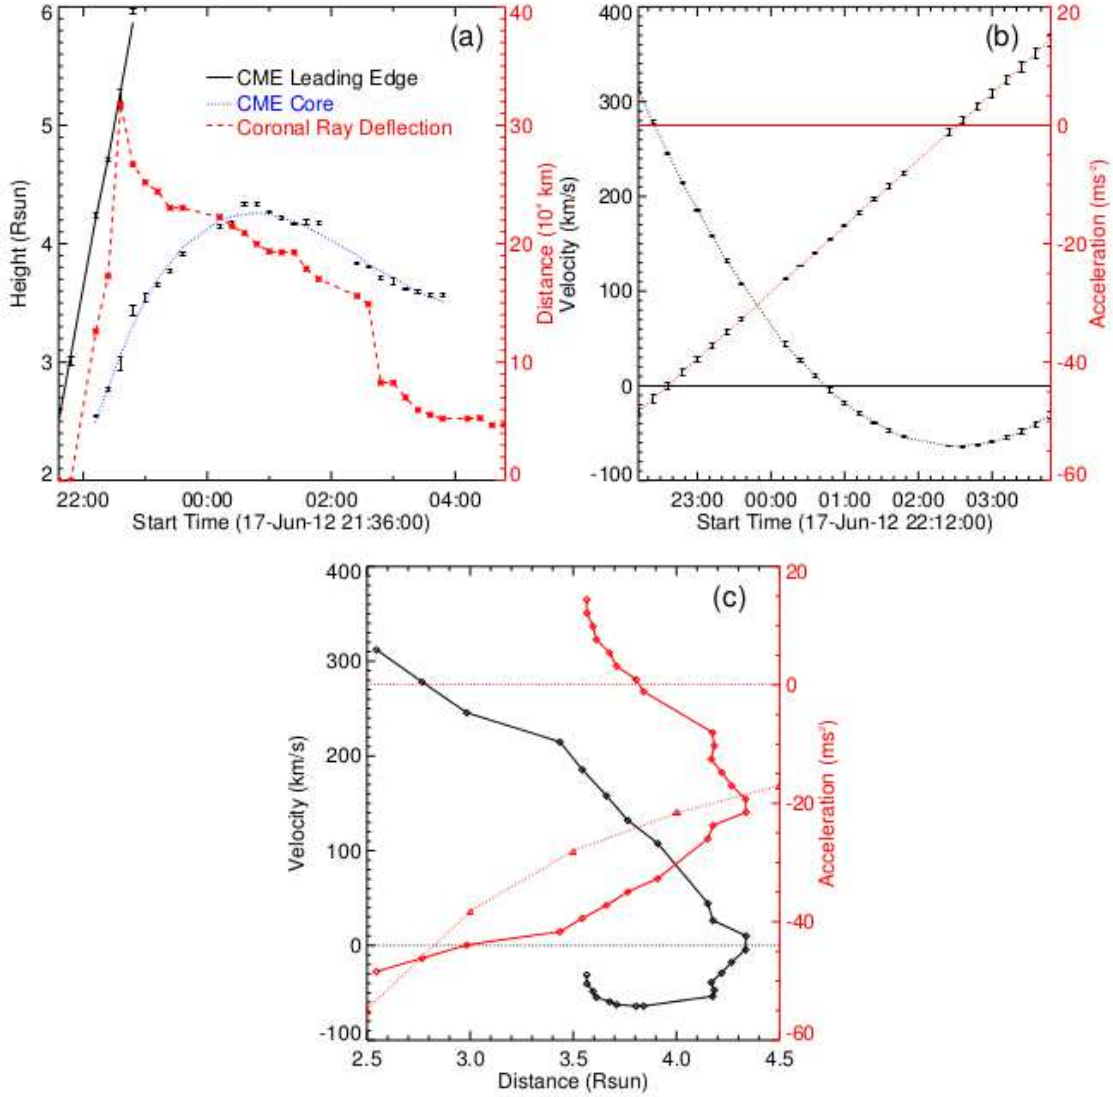 6
40
(a)
CME Leading Edge
CME Core
Coronal Ray Deflection
5
30
4
20
3
10
2
0
Height (Rsun)
Distance (10⁴ km)
22:00 00:00 02:00 04:00
Start Time (17-Jun-12 21:36:00)
400
20
(b)
300
0
200
-20
100
-40
0
-100
-60
Velocity (km/s)
Acceleration (ms²)
23:00 00:00 01:00 02:00 03:00
Start Time (17-Jun-12 22:12:00)
400
20
(c)
300
0
200
-20
100
-40
0
-100
-60
Velocity (km/s)
Acceleration (ms²)
2.5 3.0 3.5 4.0 4.5
Distance (Rsun)